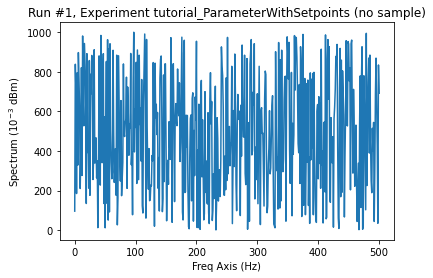 Run #1, Experiment tutorial_ParameterWithSetpoints (no sample)
1000
800
600
400
200
0
Spectrum (10⁻³ dBm)
0 100 200 300 400 500
Freq Axis (Hz)